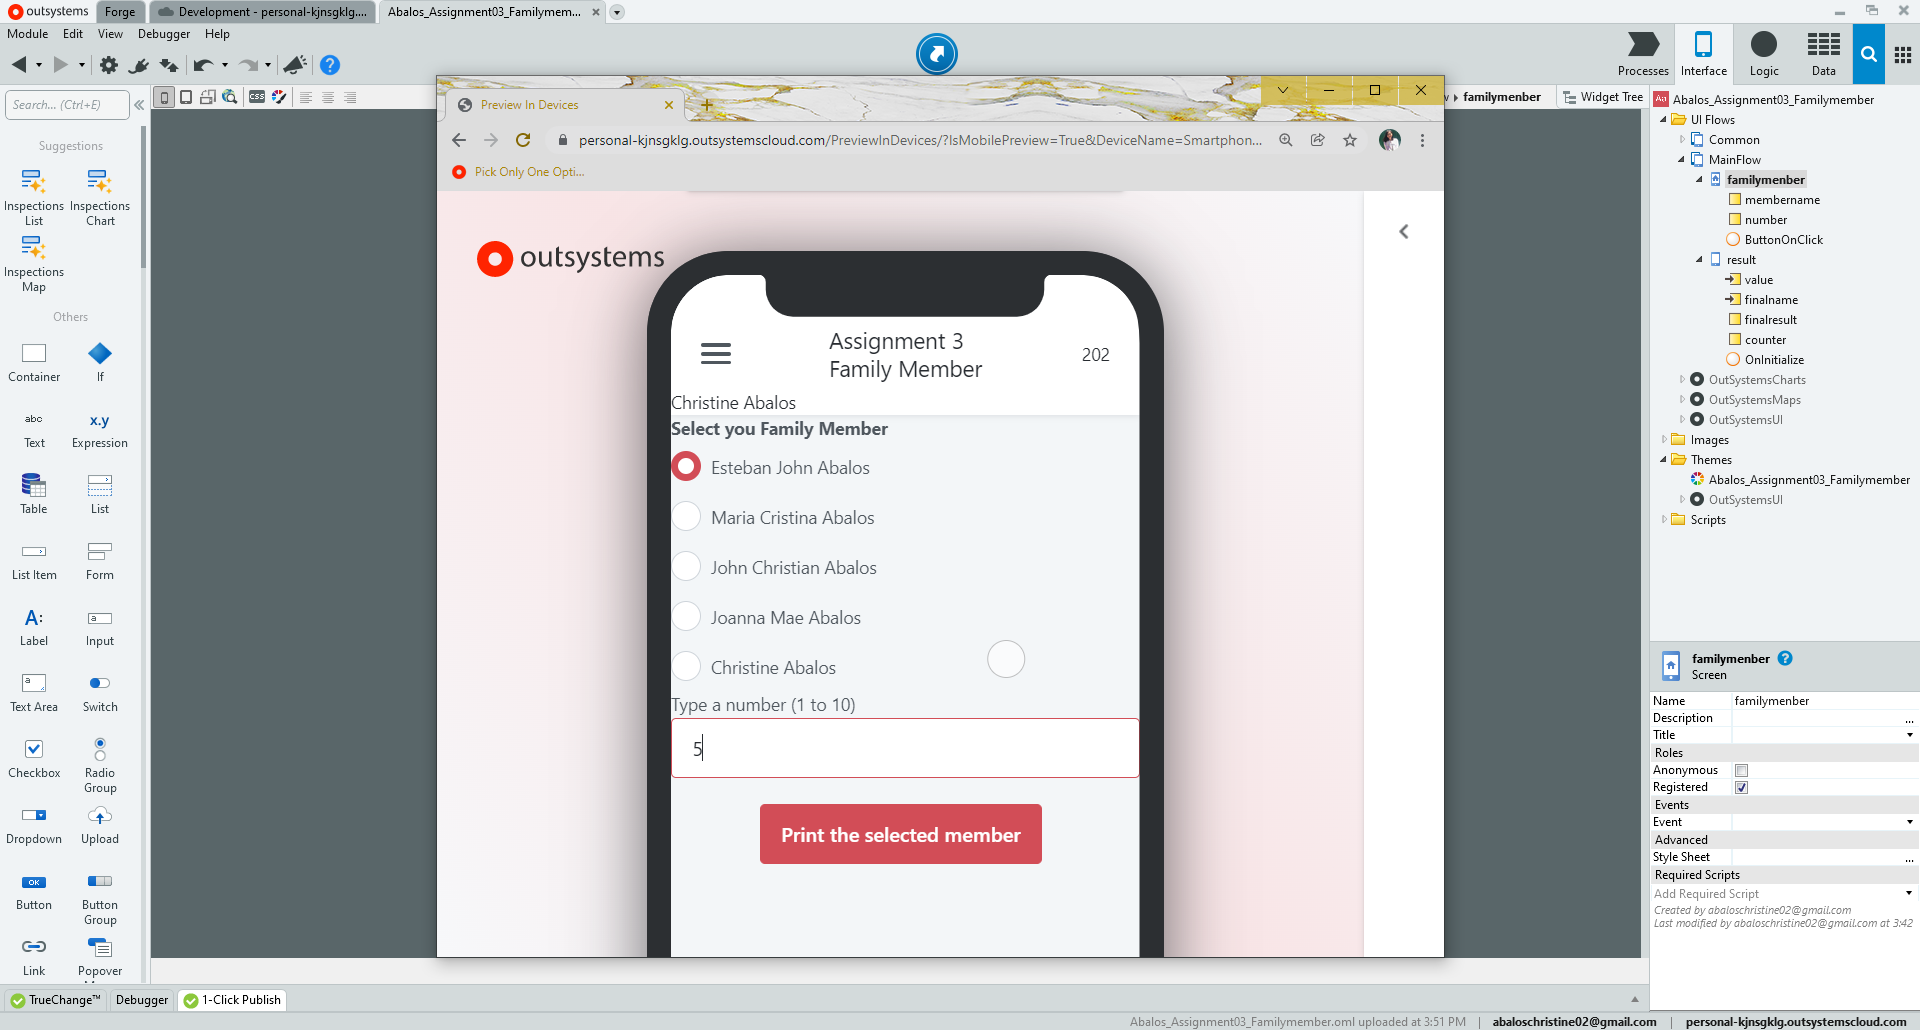 outsystems
Forge
Development - personal-kjnsgklg....
Abalos_Assignment03_Familymem...
Module Edit View Debugger Help
Processes
Interface
Logic
Data
Search... (Ctrl+E)
CSS
familymenber
Widget Tree
Preview In Devices
personal-kjnsgklg.outsystemscloud.com/PreviewInDevices/?IsMobilePreview=True&DeviceName=Smartphon...
Pick Only One Opti...
Suggestions
Inspections List
Inspections Chart
Inspections Map
Others
Container
If
abc
Text
x.y
Expression
Table
List
List Item
Form
A:
Label
a
Input
a
Text Area
Switch
Checkbox
Radio Group
Dropdown
Upload
OK
Button
Button Group
Link
Popover
outsystems
Assignment 3
Family Member
202
Christine Abalos
Select you Family Member
Esteban John Abalos
Maria Cristina Abalos
John Christian Abalos
Joanna Mae Abalos
Christine Abalos
Type a number (1 to 10)
5
Print the selected member
Aa
Abalos_Assignment03_Familymember
UI Flows
Common
MainFlow
familymenber
membername
number
ButtonOnClick
result
value
finalname
finalresult
counter
OnInitialize
OutSystemsCharts
OutSystemsMaps
OutSystemsUI
Images
Themes
Abalos_Assignment03_Familymember
OutSystemsUI
Scripts
familymenber
Screen
Name familymenber
Description ...
Title
Roles
Anonymous
Registered
Events
Event
Advanced
Style Sheet ...
Required Scripts
Add Required Script
Created by abaloschristine02@gmail.com
Last modified by abaloschristine02@gmail.com at 3:42
TrueChange™
Debugger
1-Click Publish
Abalos_Assignment03_Familymember.oml uploaded at 3:51 PM
abaloschristine02@gmail.com
personal-kjnsgklg.outsystemscloud.com